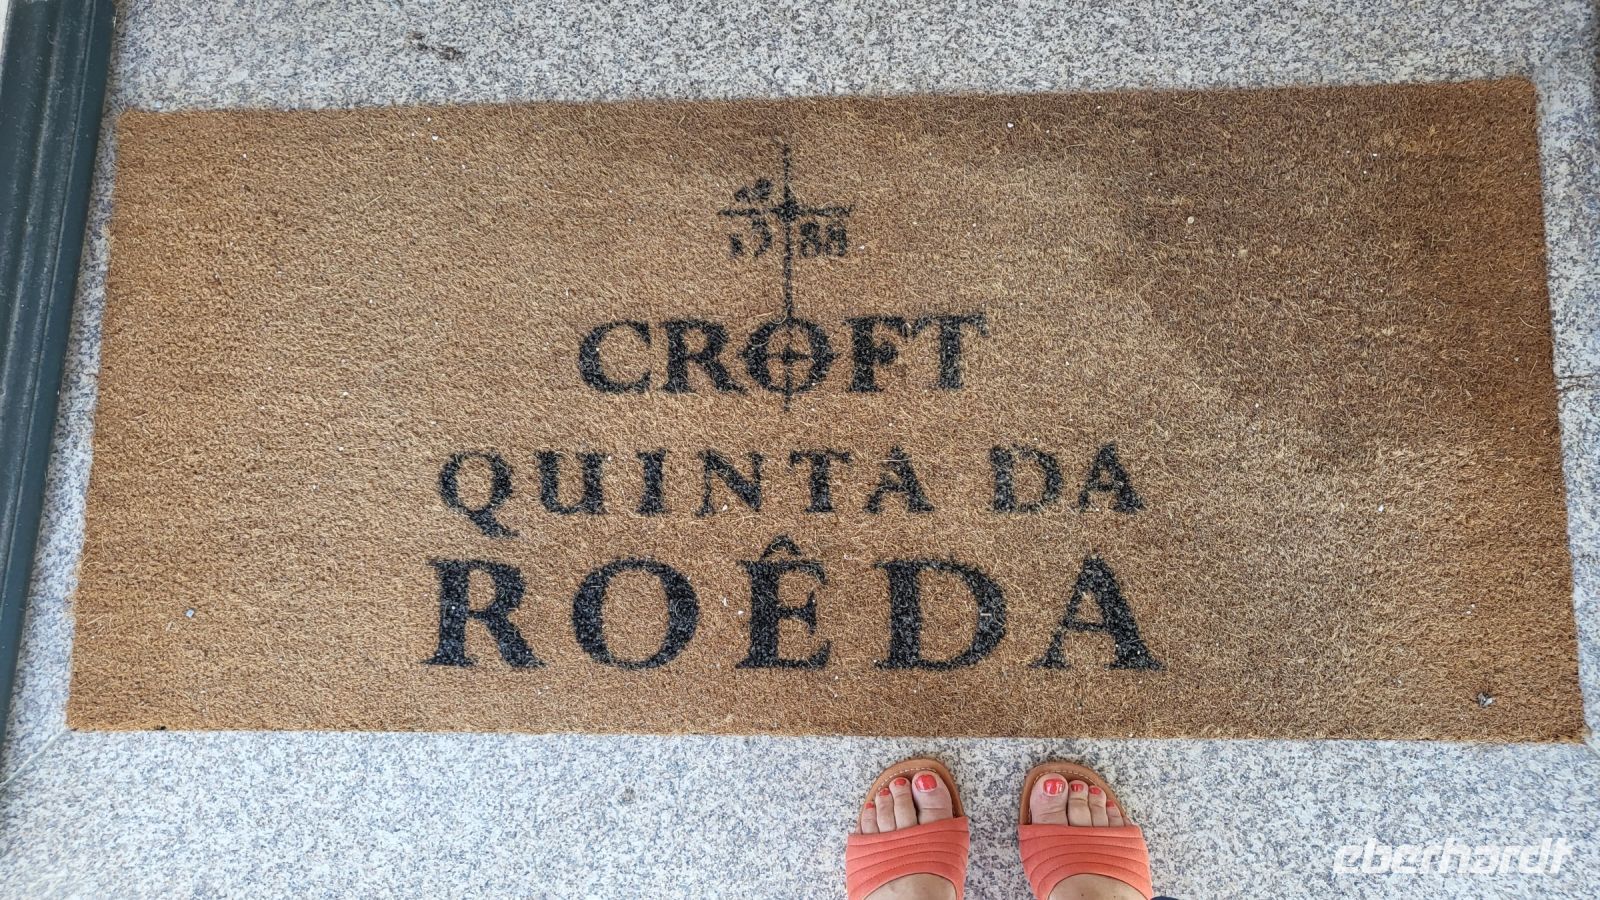 1588
CROFT
QUINTA DA
ROÊDA
eberhardt